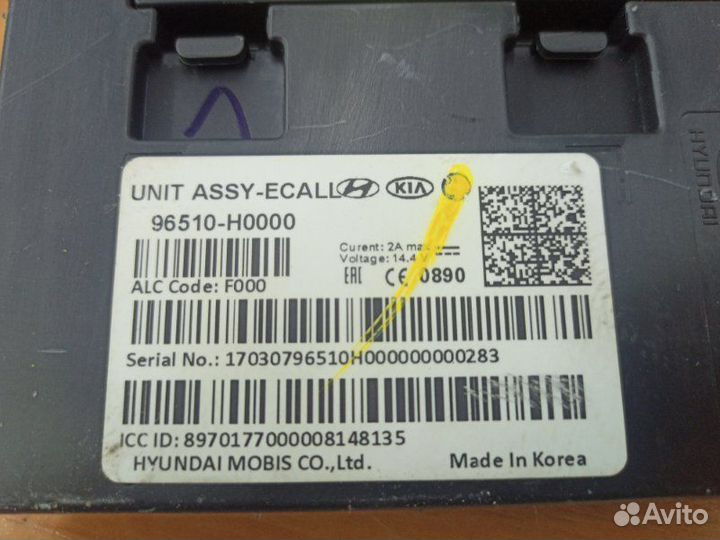 HYUNDAI
UNIT ASSY-ECALL HYUNDAI KIA
96510-H0000
Curent: 2A max
Voltage: 14.4 V
ALC Code: F000
EAC CE 0890
Serial No.: 17030796510H000000000283
ICC ID: 8970177000008148135
HYUNDAI MOBIS CO.,Ltd. Made In Korea
Avito